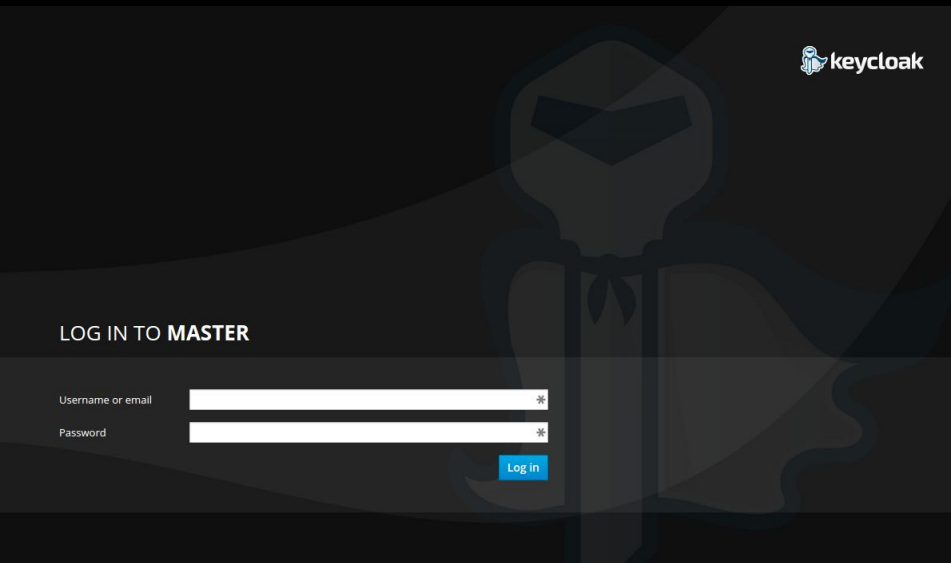 keycloak
LOG IN TO MASTER
Username or email
Password
Log in